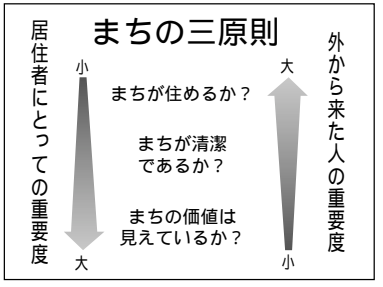 まちの三原則
居住者にとっての重要度
小
大
まちが住めるか？
まちが清潔
であるか？
まちの価値は
見えているか？
外から来た人の重要度
大
小